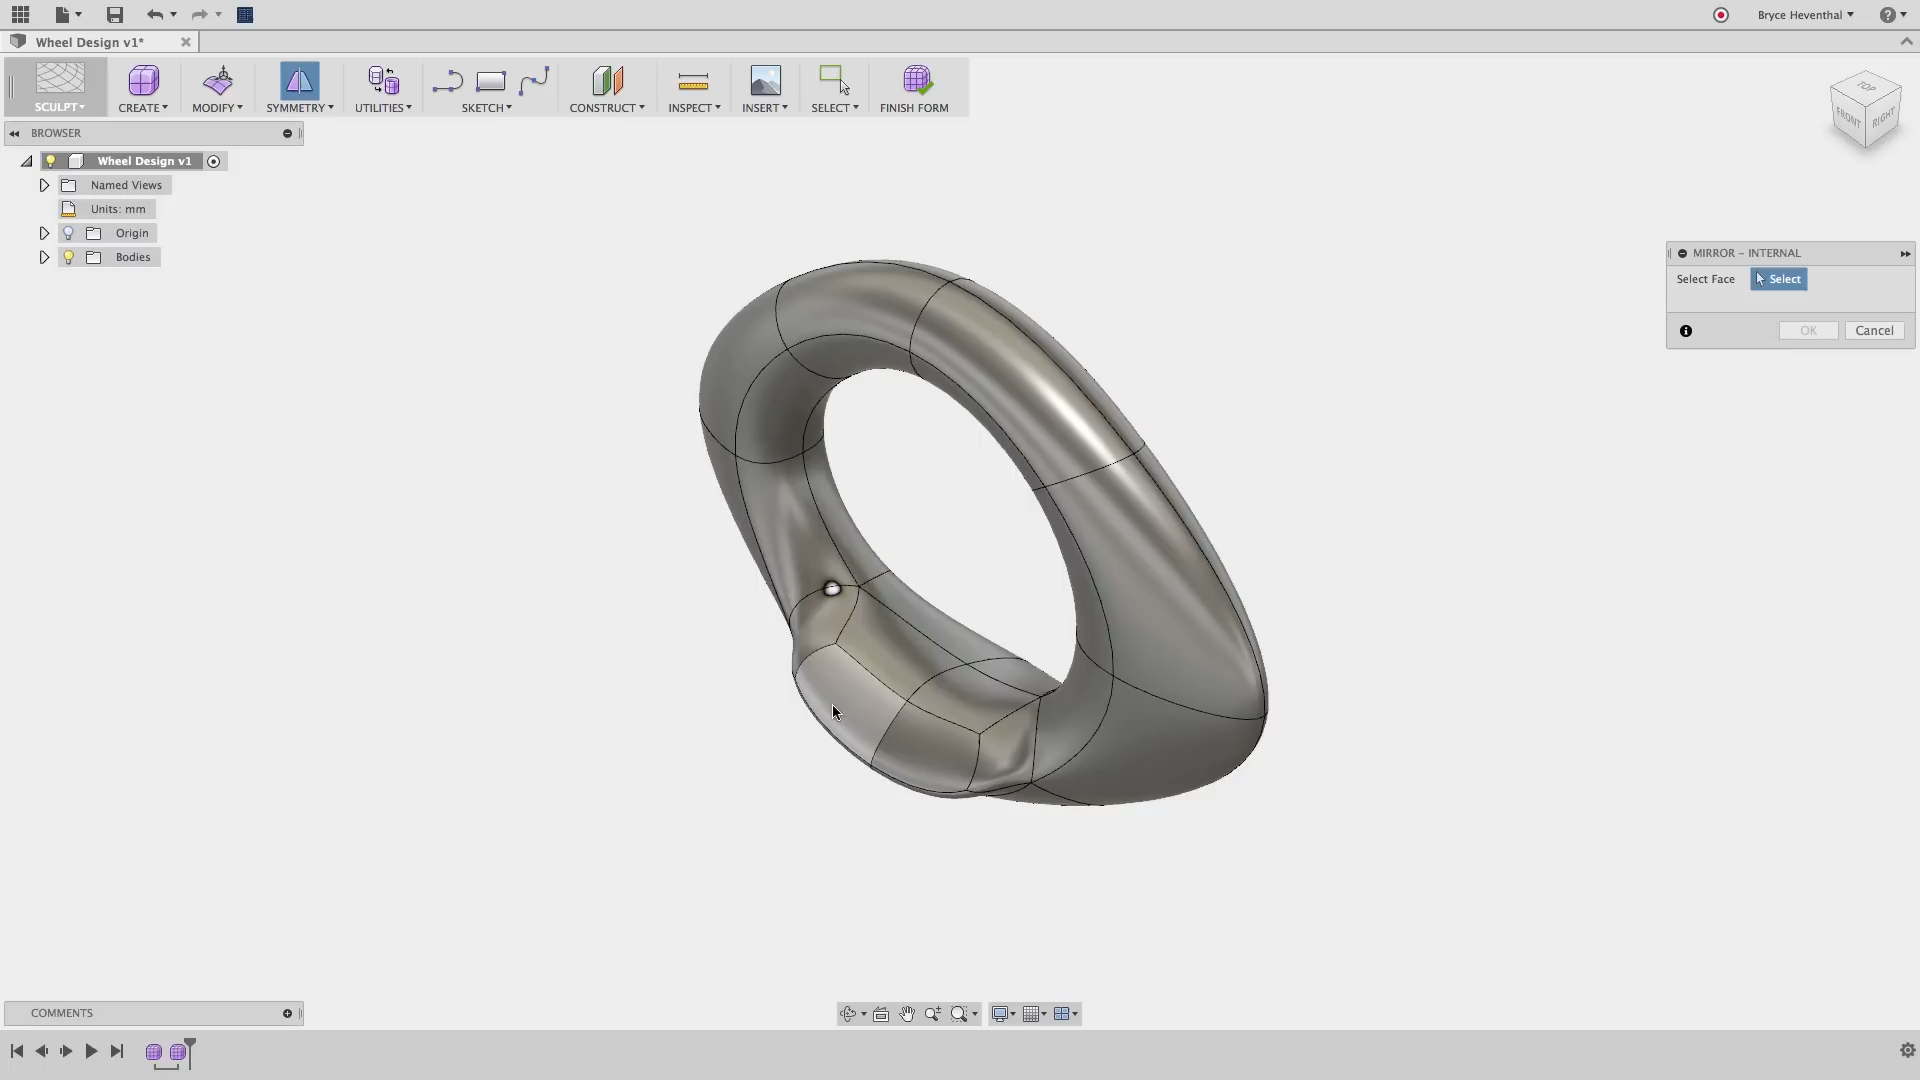 Bryce Heventhal
Wheel Design v1*
SCULPT
CREATE
MODIFY
SYMMETRY
UTILITIES
SKETCH
CONSTRUCT
INSPECT
INSERT
SELECT
FINISH FORM
TOP
FRONT
RIGHT
BROWSER
Wheel Design v1
Named Views
Units: mm
Origin
Bodies
MIRROR - INTERNAL
Select Face
Select
OK
Cancel
COMMENTS